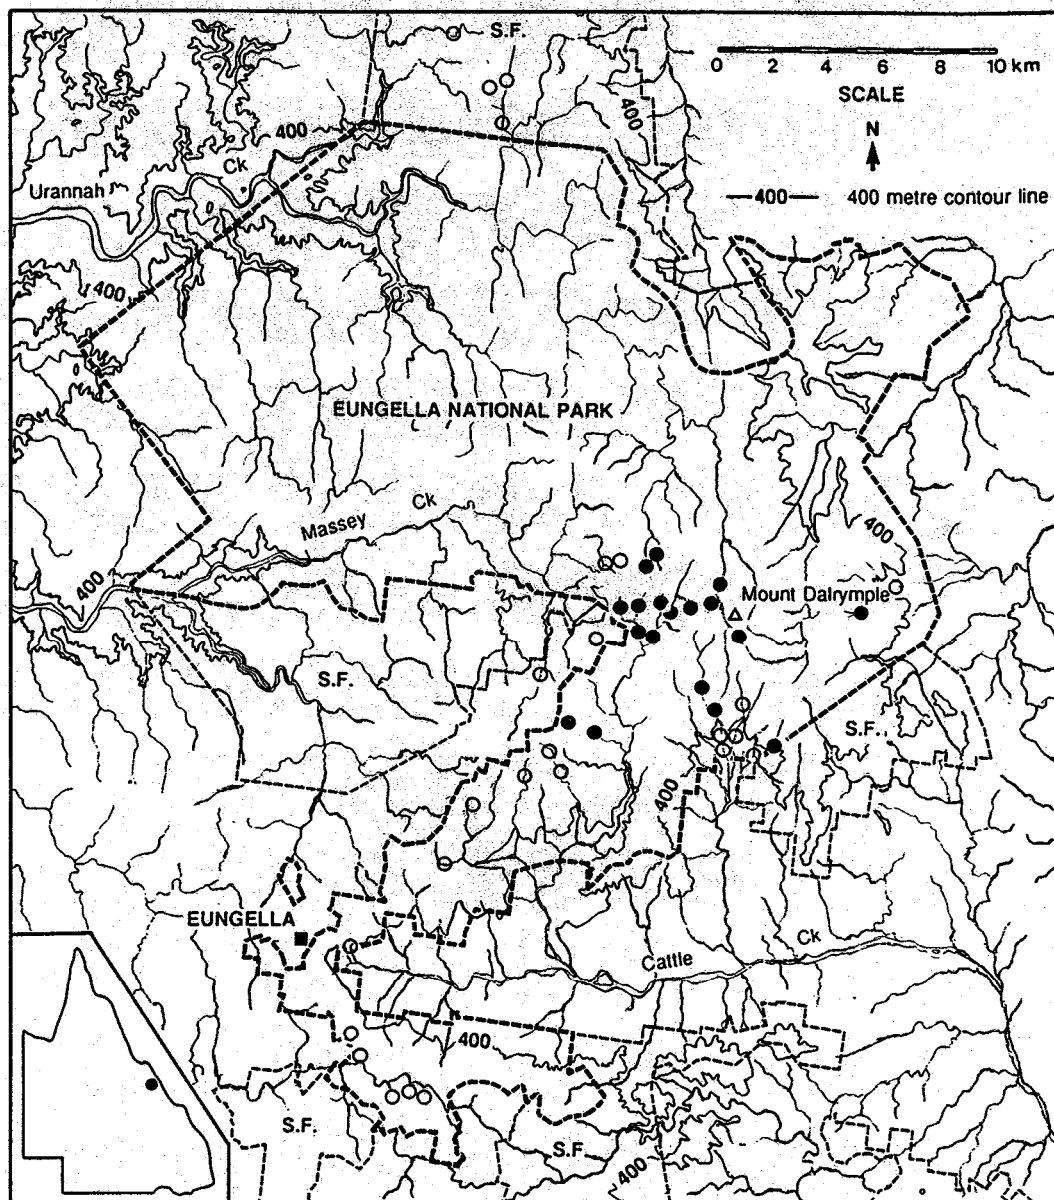 S.F.
0 2 4 6 8 10 km
SCALE
N
—400— 400 metre contour line
400
400
Ck
Urannah
400
EUNGELLA NATIONAL PARK
Massey Ck
400
400
Mount Dalrymple
S.F.
S.F.
400
EUNGELLA
Ck
Cattle
400
S.F.
S.F.
400